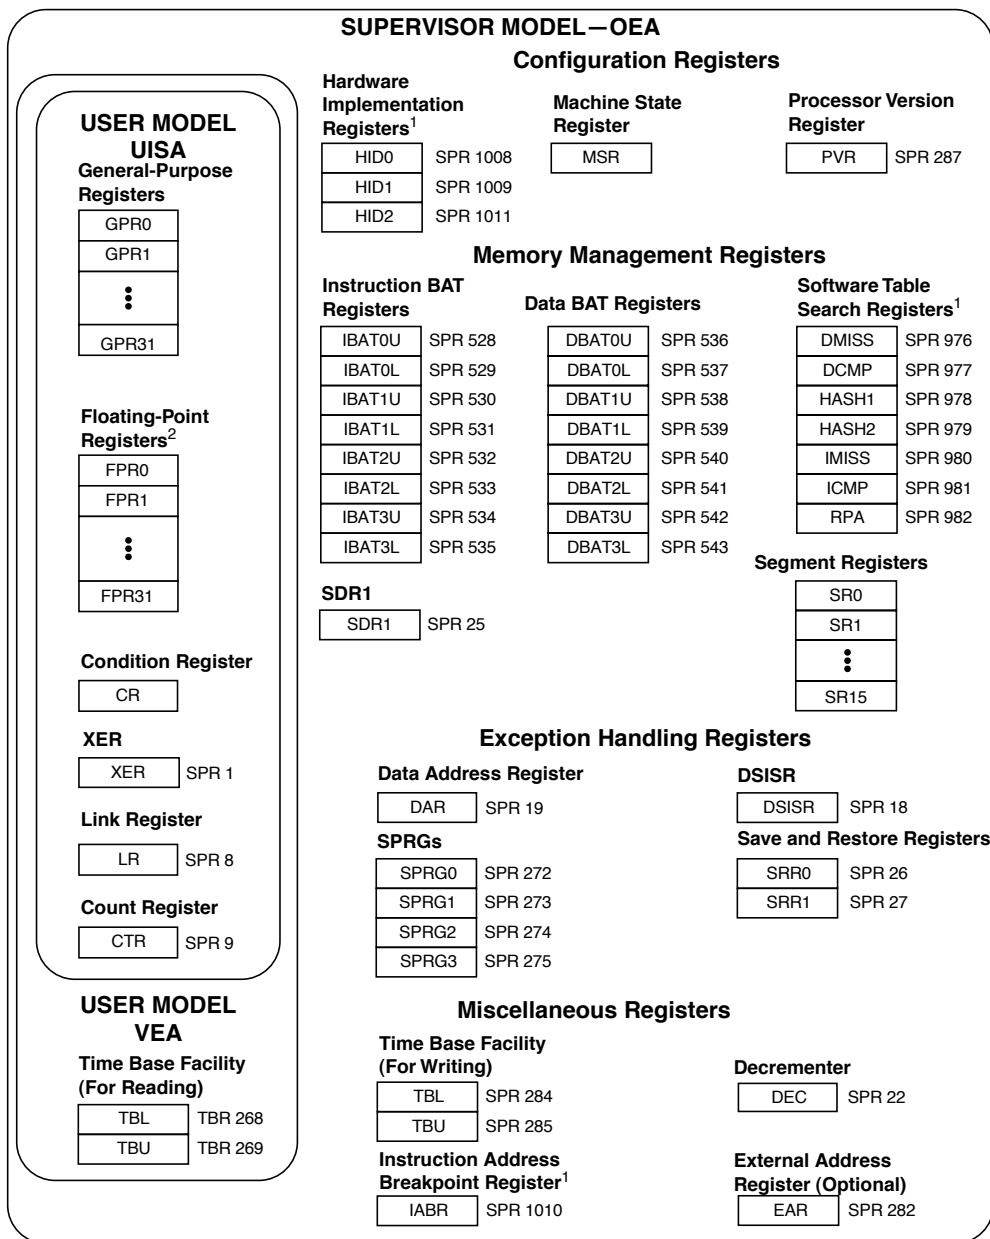 SUPERVISOR MODEL—OEA
Configuration Registers
Hardware
Implementation
Registers1
HID0 SPR 1008
HID1 SPR 1009
HID2 SPR 1011
Machine State
Register
MSR
Processor Version
Register
PVR SPR 287
USER MODEL
UISA
General-Purpose
Registers
GPR0
GPR1
GPR31
Floating-Point
Registers2
FPR0
FPR1
FPR31
Condition Register
CR
XER
XER SPR 1
Link Register
LR SPR 8
Count Register
CTR SPR 9
USER MODEL
VEA
Time Base Facility
(For Reading)
TBL TBR 268
TBU TBR 269
Memory Management Registers
Instruction BAT
Registers
IBAT0U SPR 528
IBAT0L SPR 529
IBAT1U SPR 530
IBAT1L SPR 531
IBAT2U SPR 532
IBAT2L SPR 533
IBAT3U SPR 534
IBAT3L SPR 535
Data BAT Registers
DBAT0U SPR 536
DBAT0L SPR 537
DBAT1U SPR 538
DBAT1L SPR 539
DBAT2U SPR 540
DBAT2L SPR 541
DBAT3U SPR 542
DBAT3L SPR 543
Software Table
Search Registers1
DMISS SPR 976
DCMP SPR 977
HASH1 SPR 978
HASH2 SPR 979
IMISS SPR 980
ICMP SPR 981
RPA SPR 982
SDR1
SDR1 SPR 25
Segment Registers
SR0
SR1
SR15
Exception Handling Registers
Data Address Register
DAR SPR 19
SPRGs
SPRG0 SPR 272
SPRG1 SPR 273
SPRG2 SPR 274
SPRG3 SPR 275
DSISR
DSISR SPR 18
Save and Restore Registers
SRR0 SPR 26
SRR1 SPR 27
Miscellaneous Registers
Time Base Facility
(For Writing)
TBL SPR 284
TBU SPR 285
Decrementer
DEC SPR 22
Instruction Address
Breakpoint Register1
IABR SPR 1010
External Address
Register (Optional)
EAR SPR 282